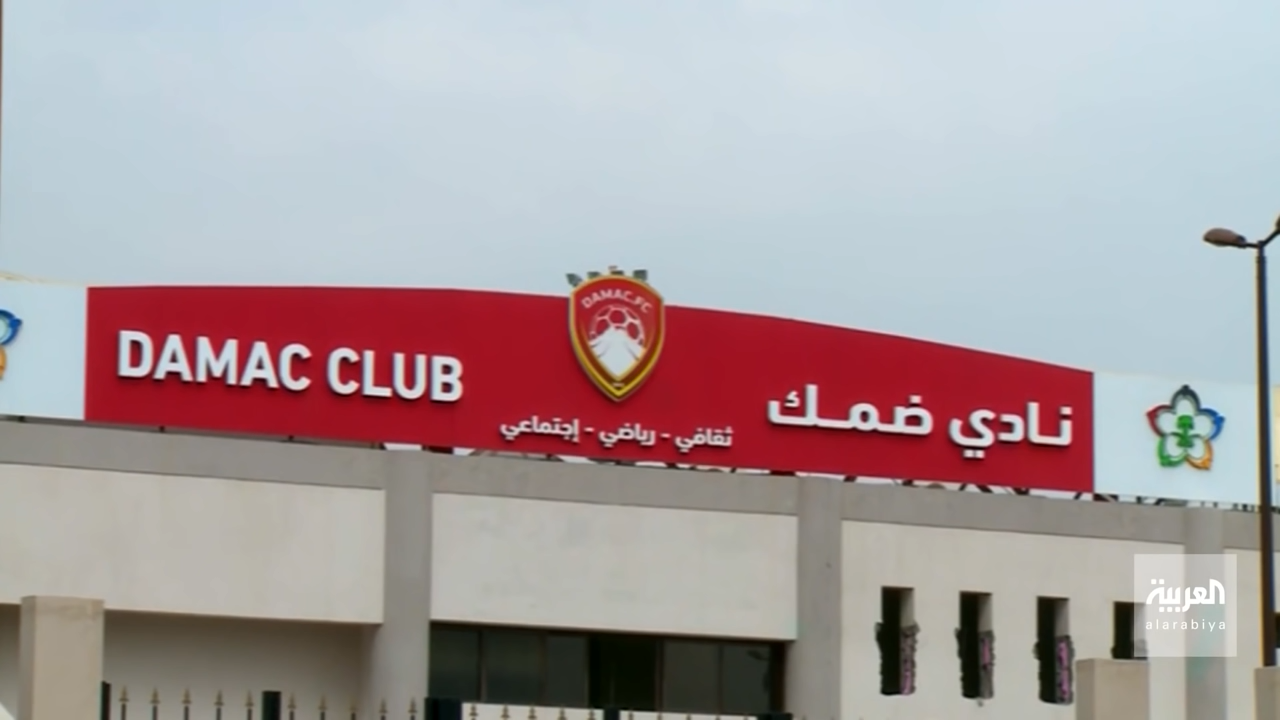 DAMAC CLUB
DAMAC.FC
نادي ضمك
ثقافي - رياضي - إجتماعي
العربية
alarabiya